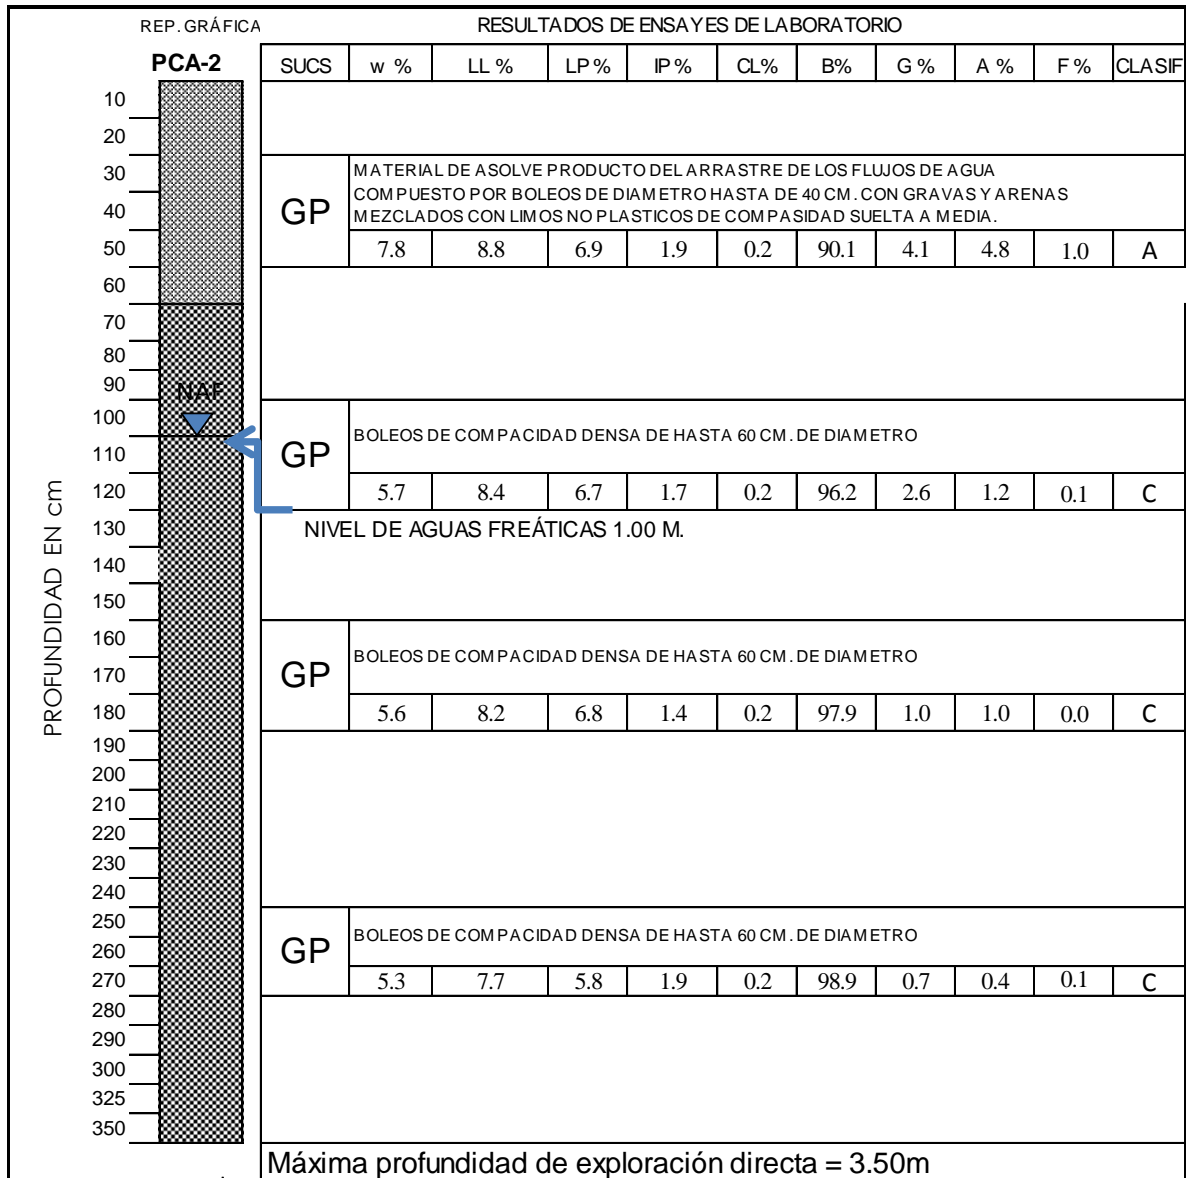 REP. GRÁFICA RESULTADOS DE ENSAYES DE LABORATORIO
PCA-2 SUCS w % LL % LP % IP % CL% B% G % A % F % CLASIF
10
20
30 MATERIAL DE ASOLVE PRODUCTO DEL ARRASTRE DE LOS FLUJOS DE AGUA
COMPUESTO POR BOLEOS DE DIAMETRO HASTA DE 40 CM. CON GRAVAS Y ARENAS
40 GP MEZCLADOS CON LIMOS NO PLASTICOS DE COMPASIDAD SUELTA A MEDIA.
50 7.8 8.8 6.9 1.9 0.2 90.1 4.1 4.8 1.0 A
60
70
80
90 NAF
100
BOLEOS DE COMPACIDAD DENSA DE HASTA 60 CM. DE DIAMETRO
110 GP
120 5.7 8.4 6.7 1.7 0.2 96.2 2.6 1.2 0.1 C
130 NIVEL DE AGUAS FREÁTICAS 1.00 M.
140
150
PROFUNDIDAD EN cm
160 BOLEOS DE COMPACIDAD DENSA DE HASTA 60 CM. DE DIAMETRO
170 GP
180 5.6 8.2 6.8 1.4 0.2 97.9 1.0 1.0 0.0 C
190
200
210
220
230
240
250 BOLEOS DE COMPACIDAD DENSA DE HASTA 60 CM. DE DIAMETRO
260 GP
270 5.3 7.7 5.8 1.9 0.2 98.9 0.7 0.4 0.1 C
280
290
300
325
350
Máxima profundidad de exploración directa = 3.50m